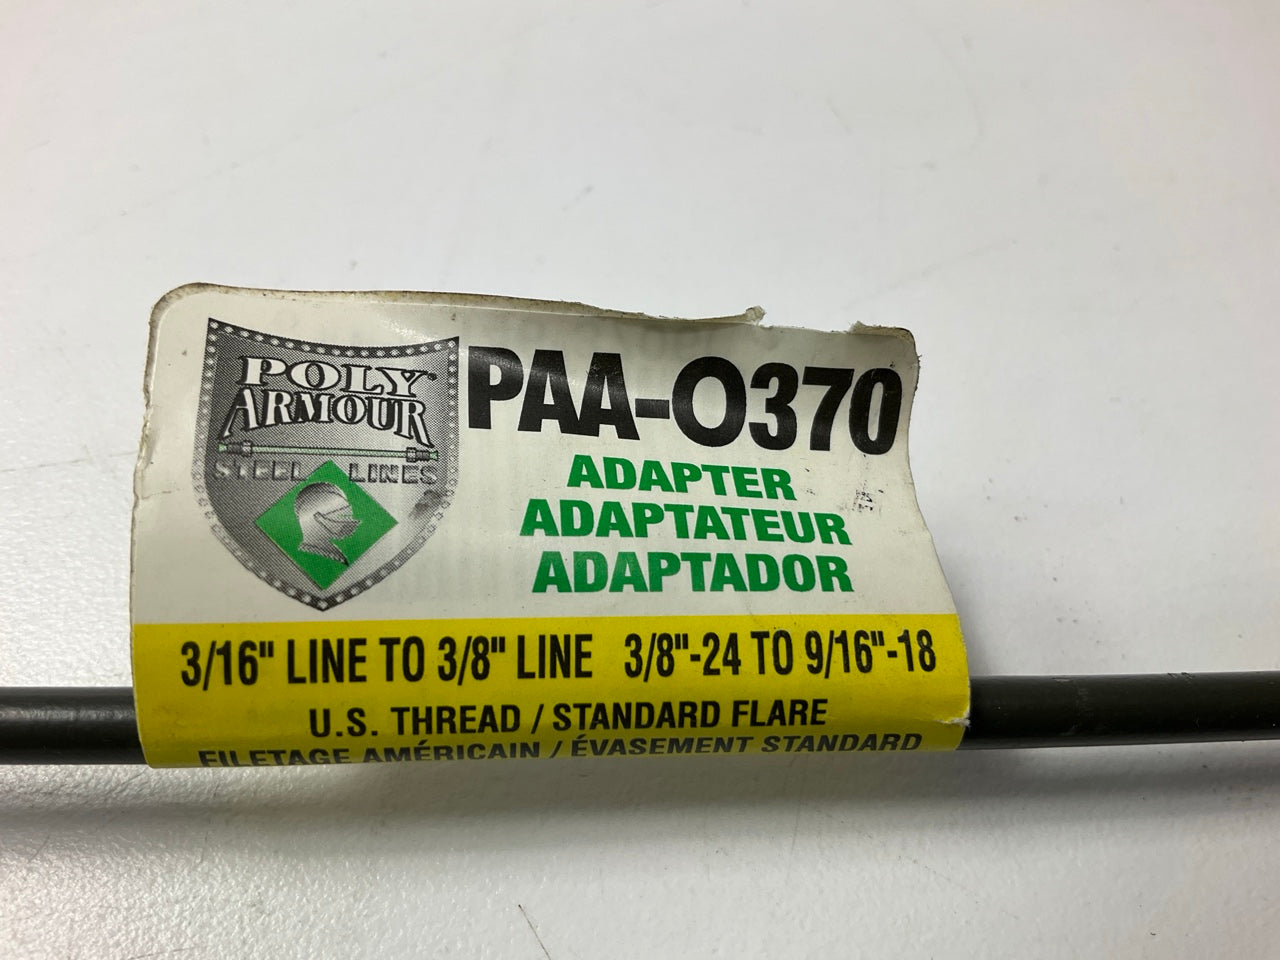 POLY
ARMOUR
STEEL LINES
PAA-O370
ADAPTER
ADAPTATEUR
ADAPTADOR
3/16" LINE TO 3/8" LINE 3/8"-24 TO 9/16"-18
U.S. THREAD / STANDARD FLARE
FILETAGE AMÉRICAIN / ÉVASEMENT STANDARD